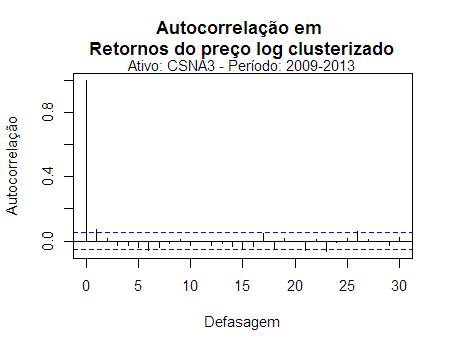 Autocorrelação em
Retornos do preço log clusterizado
Ativo: CSNA3 - Período: 2009-2013
Autocorrelação
0.8
0.4
0.0
0 5 10 15 20 25 30
Defasagem